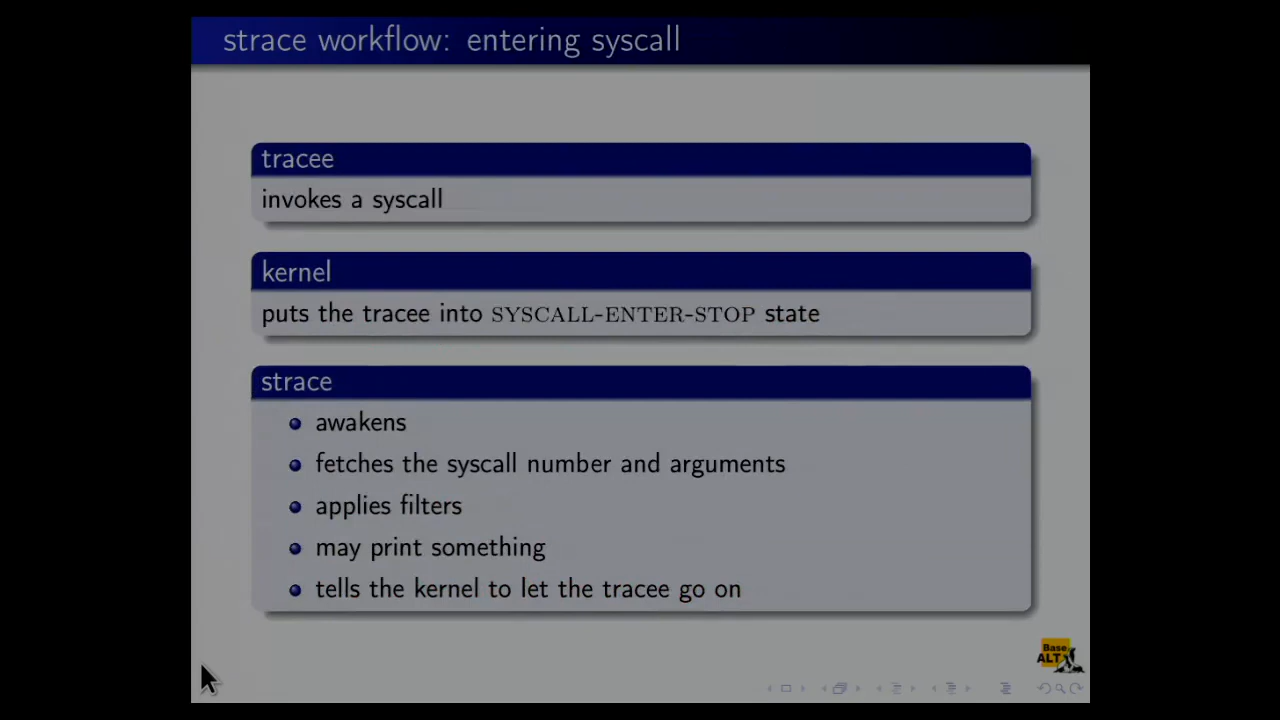 strace workflow: entering syscall
tracee
invokes a syscall
kernel
puts the tracee into SYSCALL-ENTER-STOP state
strace
awakens
fetches the syscall number and arguments
applies filters
may print something
tells the kernel to let the tracee go on
Base
ALT